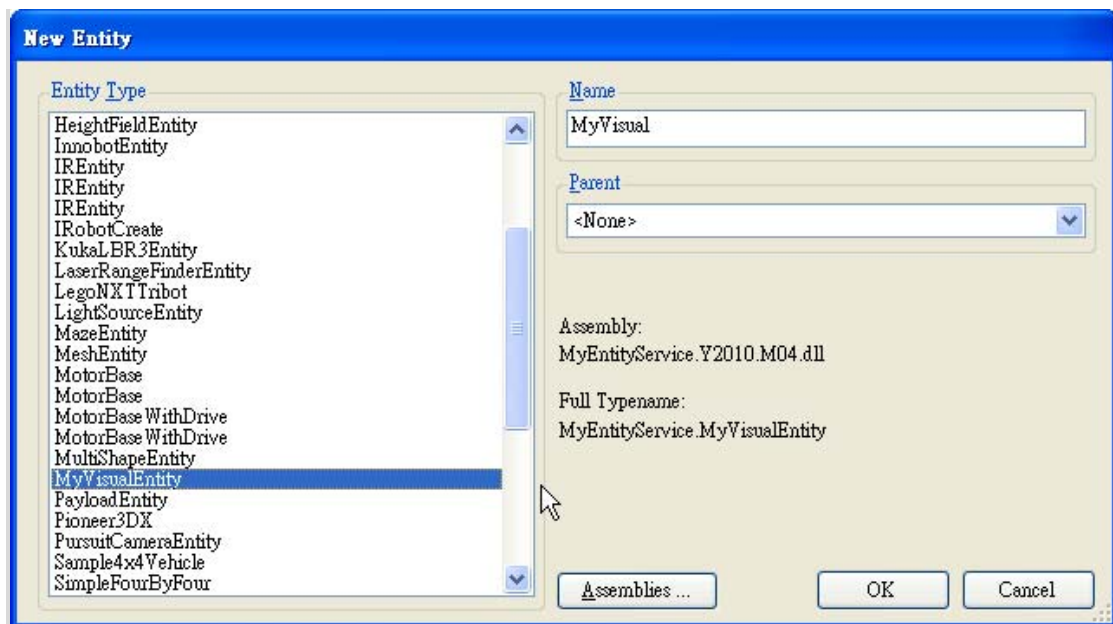 New Entity
Entity Type
HeightFieldEntity
InnobotEntity
IREntity
IREntity
IREntity
IRobotCreate
KukaLBR3Entity
LaserRangeFinderEntity
LegoNXTTribot
LightSourceEntity
MazeEntity
MeshEntity
MotorBase
MotorBase
MotorBaseWithDrive
MotorBaseWithDrive
MultiShapeEntity
MyVisualEntity
PayloadEntity
Pioneer3DX
PursuitCameraEntity
Sample4x4Vehicle
SimpleFourByFour
Name
MyVisual
Parent
<None>
Assembly:
MyEntityService.Y2010.M04.dll
Full Typename:
MyEntityService.MyVisualEntity
Assemblies ...
OK
Cancel